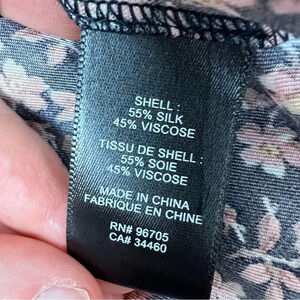 SHELL :
55% SILK
45% VISCOSE
TISSU DE SHELL :
55% SOIE
45% VISCOSE
MADE IN CHINA
FABRIQUE EN CHINE
RN# 96705
CA# 34460